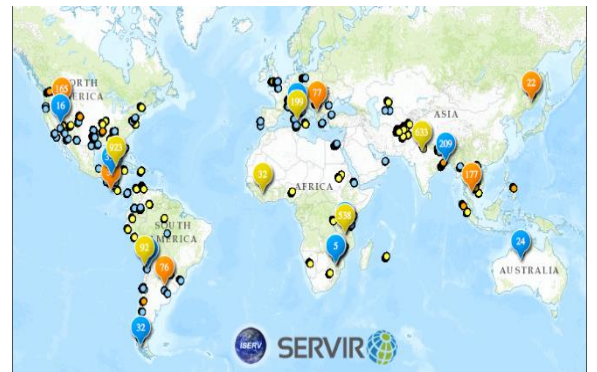 165
NORTH
AMERICA
16
923
199
77
22
ASIA
633
209
177
32
AFRICA
538
5
SOUTH
AMERICA
92
76
24
AUSTRALIA
32
ISERV
SERVIR